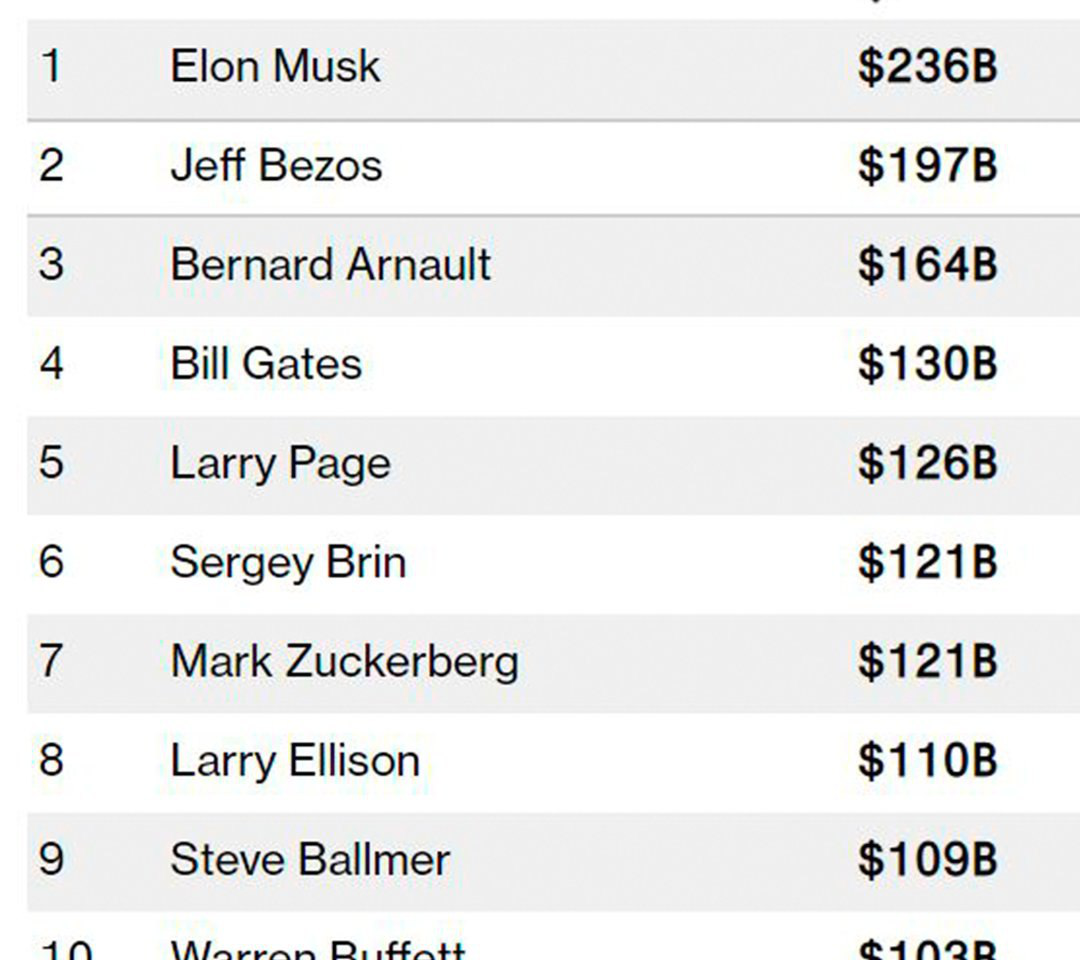 1 Elon Musk $236B
2 Jeff Bezos $197B
3 Bernard Arnault $164B
4 Bill Gates $130B
5 Larry Page $126B
6 Sergey Brin $121B
7 Mark Zuckerberg $121B
8 Larry Ellison $110B
9 Steve Ballmer $109B
10 Warren Buffett $103B